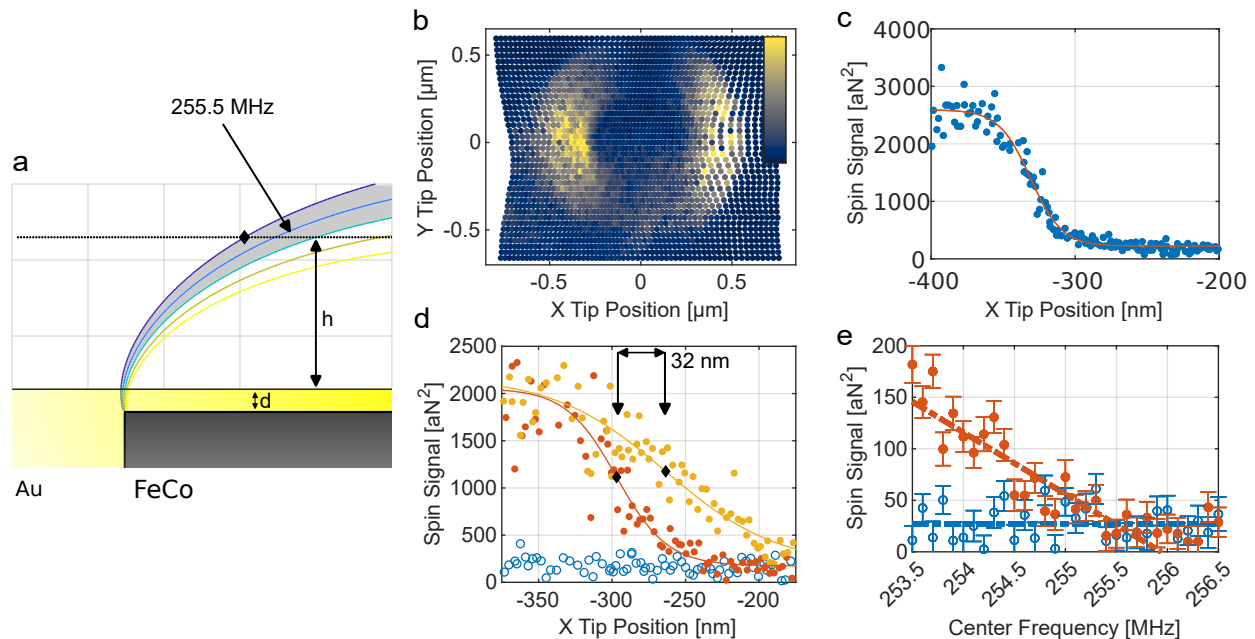 a
255.5 MHz
h
d
Au
FeCo
b
Y Tip Position [µm]
0.5
0
-0.5
-0.5
0
0.5
X Tip Position [µm]
c
Spin Signal [aN²]
4000
3000
2000
1000
0
-400
-300
-200
X Tip Position [nm]
d
32 nm
Spin Signal [aN²]
2500
2000
1500
1000
500
0
-350
-300
-250
-200
X Tip Position [nm]
e
Spin Signal [aN²]
200
150
100
50
0
253.5
254
254.5
255
255.5
256
256.5
Center Frequency [MHz]